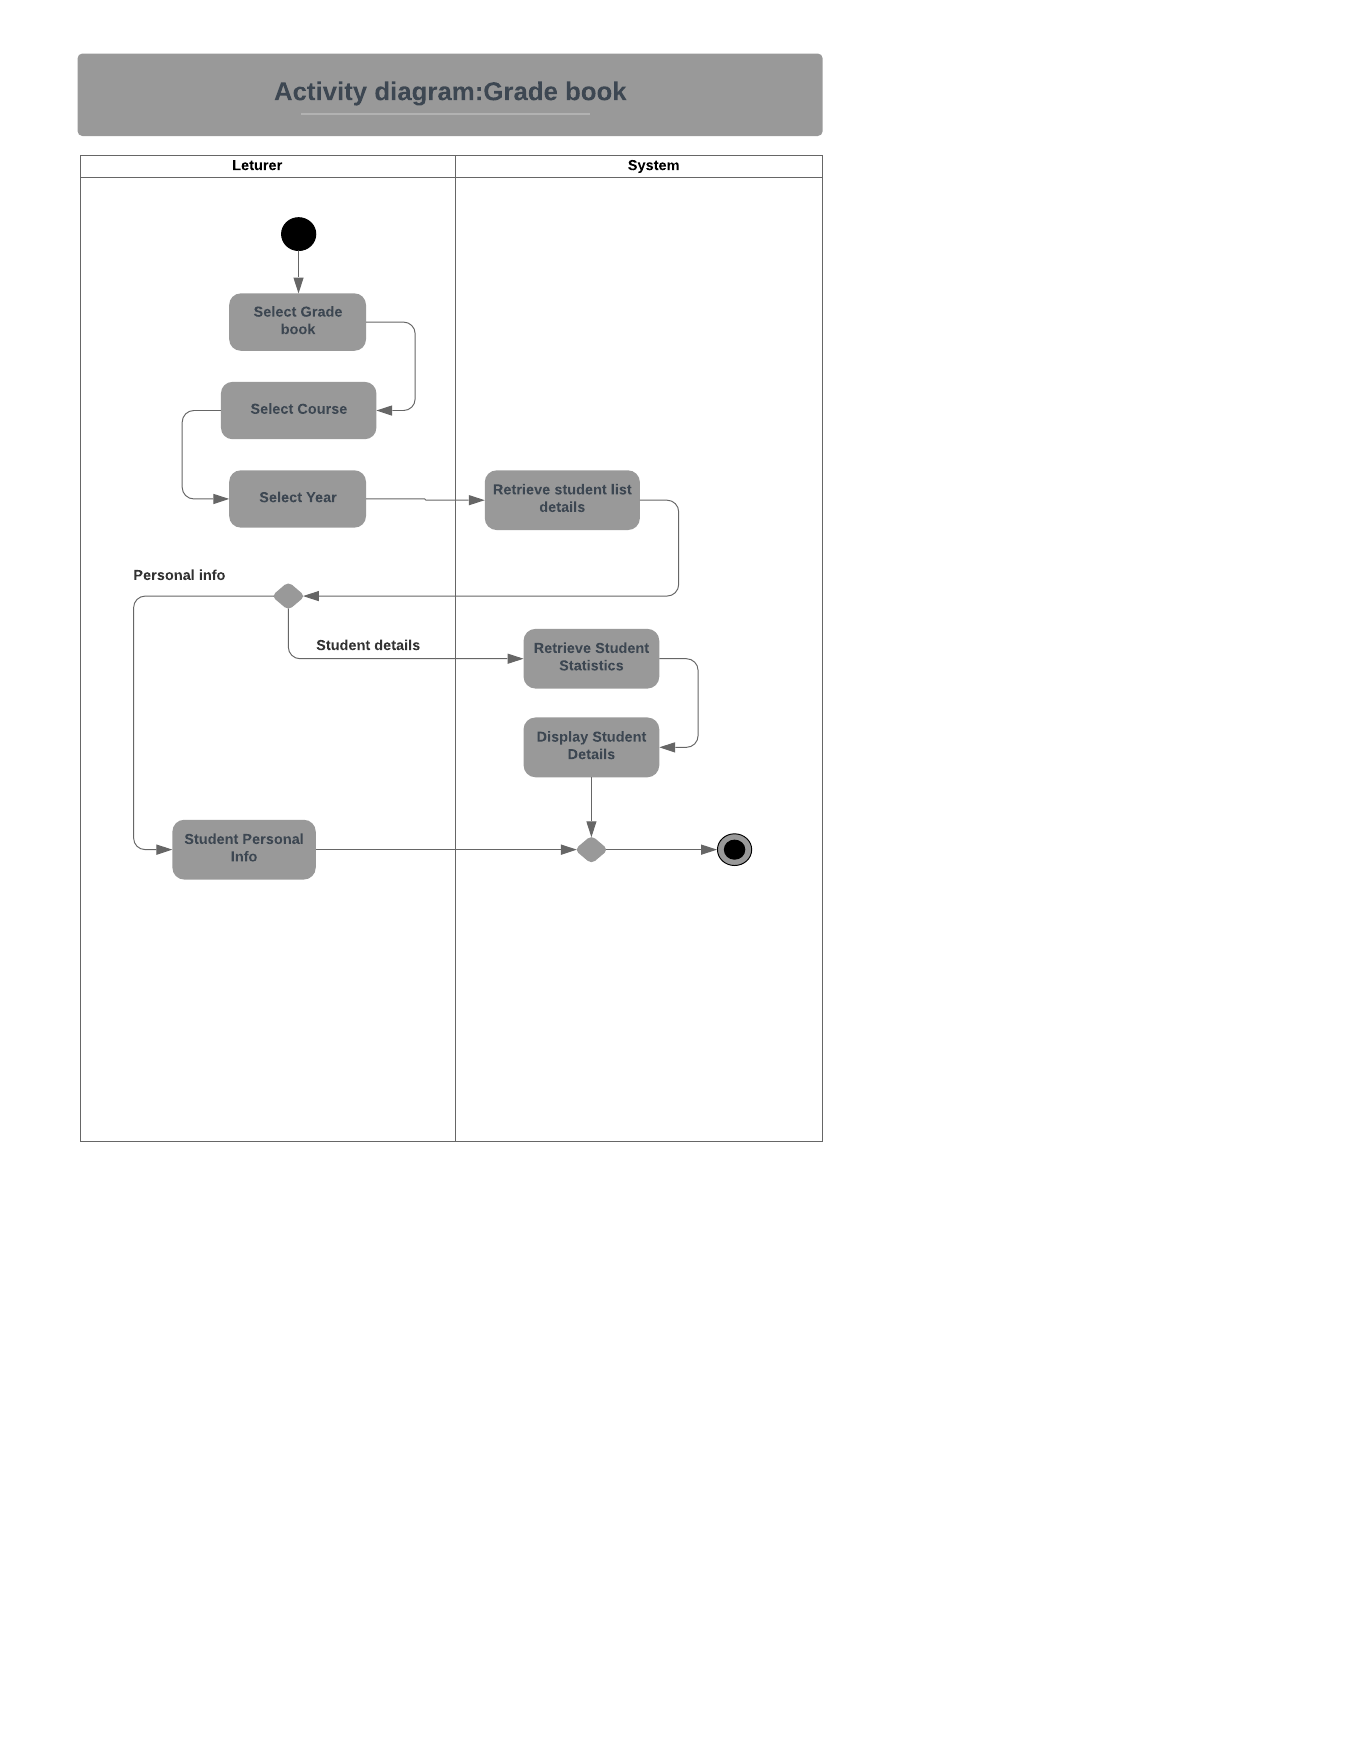 Activity diagram:Grade book
Leturer
System
Select Grade
book
Select Course
Select Year
Retrieve student list
details
Personal info
Student details
Retrieve Student
Statistics
Display Student
Details
Student Personal
Info